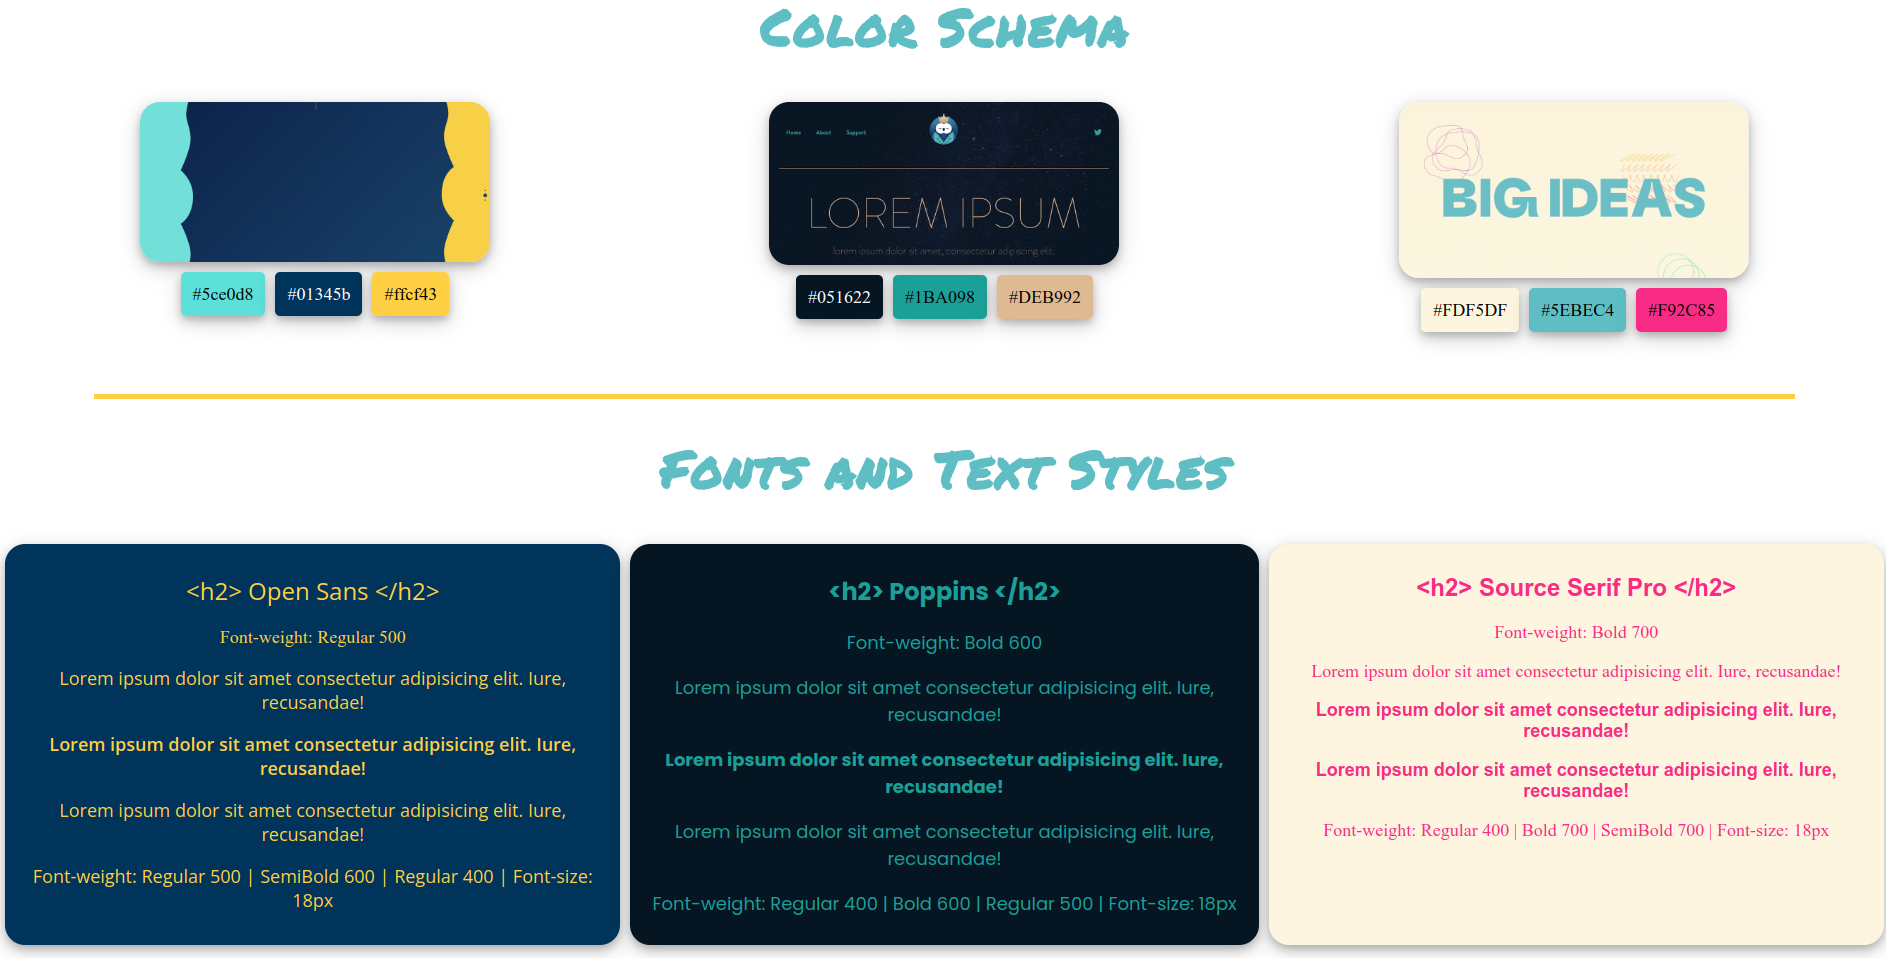 Color Schema
Home About Support
LOREM IPSUM
lorem ipsum dolor sit amet, consectetur adipiscing elit.
BIG IDEAS
#5ce0d8 #01345b #ffcf43
#051622 #1BA098 #DEB992
#FDF5DF #5EBEC4 #F92C85
Fonts and Text Styles
<h2> Open Sans </h2>
Font-weight: Regular 500
Lorem ipsum dolor sit amet consectetur adipisicing elit. Iure,
recusandae!
Lorem ipsum dolor sit amet consectetur adipisicing elit. Iure,
recusandae!
Lorem ipsum dolor sit amet consectetur adipisicing elit. Iure,
recusandae!
Font-weight: Regular 500 | SemiBold 600 | Regular 400 | Font-size:
18px
<h2> Poppins </h2>
Font-weight: Bold 600
Lorem ipsum dolor sit amet consectetur adipisicing elit. Iure,
recusandae!
Lorem ipsum dolor sit amet consectetur adipisicing elit. Iure,
recusandae!
Lorem ipsum dolor sit amet consectetur adipisicing elit. Iure,
recusandae!
Font-weight: Regular 400 | Bold 600 | Regular 500 | Font-size: 18px
<h2> Source Serif Pro </h2>
Font-weight: Bold 700
Lorem ipsum dolor sit amet consectetur adipisicing elit. Iure, recusandae!
Lorem ipsum dolor sit amet consectetur adipisicing elit. Iure,
recusandae!
Lorem ipsum dolor sit amet consectetur adipisicing elit. Iure,
recusandae!
Font-weight: Regular 400 | Bold 700 | SemiBold 700 | Font-size: 18px